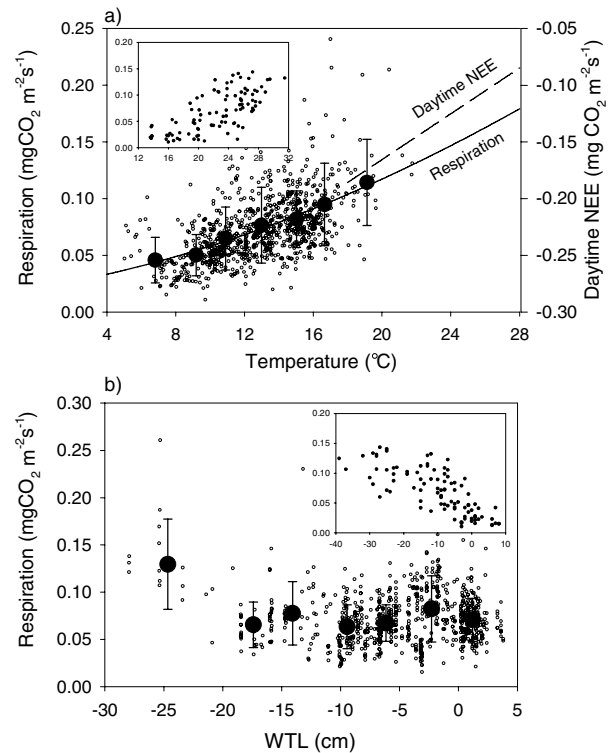 a)
0.25
0.20
0.15
0.10
0.05
0.00
Respiration (mgCO2 m-2s-1)
0.20
0.15
0.10
0.05
0.00
12 16 20 24 28 32
Daytime NEE
Respiration
-0.05
-0.10
-0.15
-0.20
-0.25
-0.30
Daytime NEE (mg CO2 m-2s-1)
4 8 12 16 20 24 28
Temperature (°C)
b)
0.30
0.25
0.20
0.15
0.10
0.05
0.00
Respiration (mgCO2 m-2s-1)
0.20
0.15
0.10
0.05
0.00
-40 -30 -20 -10 0 10
-30 -25 -20 -15 -10 -5 0 5
WTL (cm)